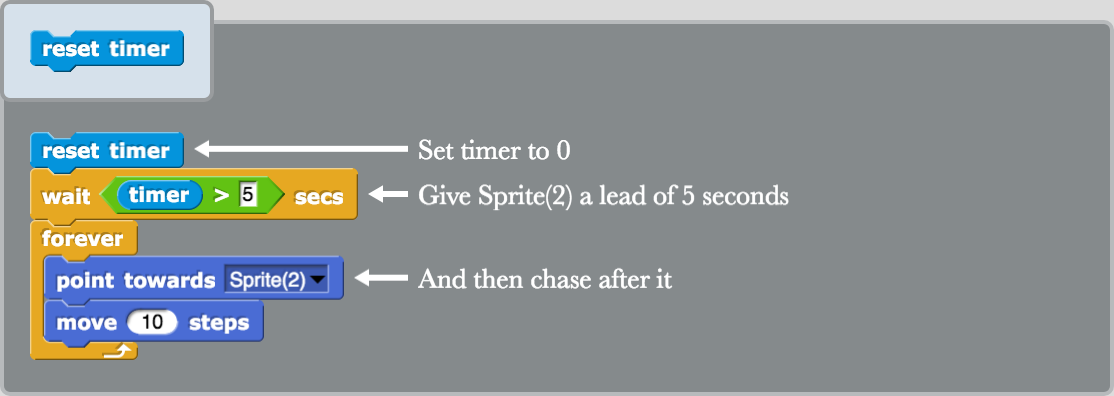 reset timer
reset timer
Set timer to 0
wait timer > 5 secs
Give Sprite(2) a lead of 5 seconds
forever
point towards Sprite(2)
And then chase after it
move 10 steps